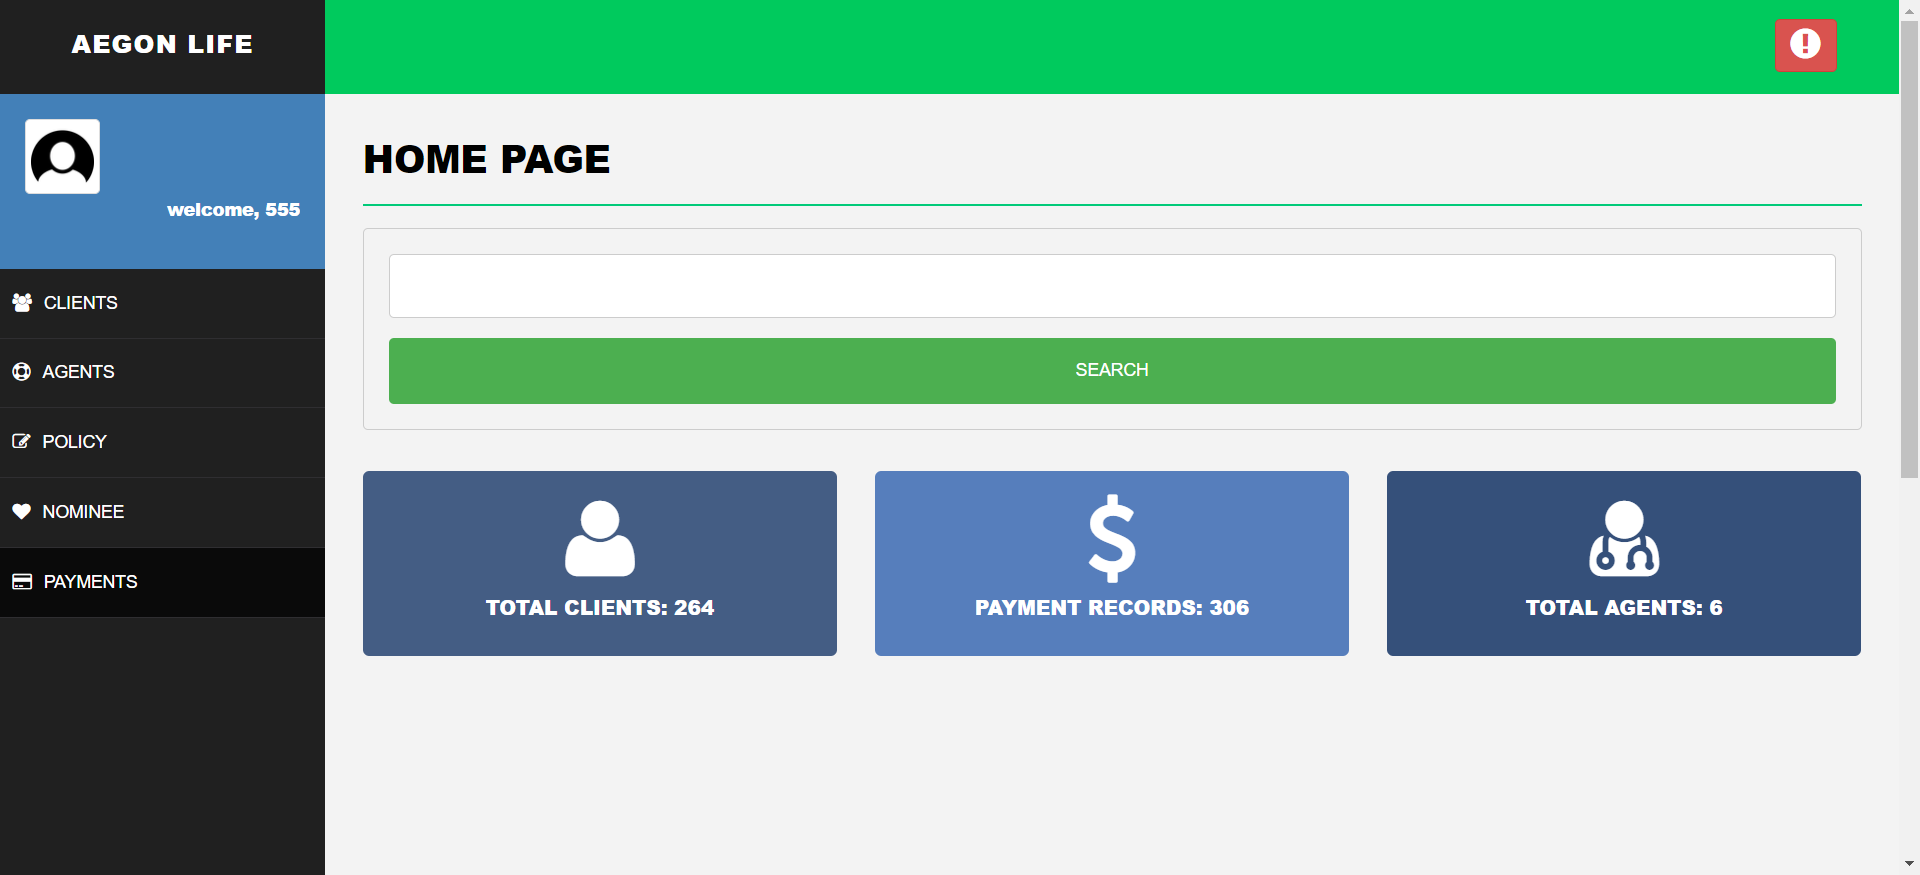 AEGON LIFE
welcome, 555
CLIENTS
AGENTS
POLICY
NOMINEE
PAYMENTS
HOME PAGE
SEARCH
TOTAL CLIENTS: 264
PAYMENT RECORDS: 306
TOTAL AGENTS: 6